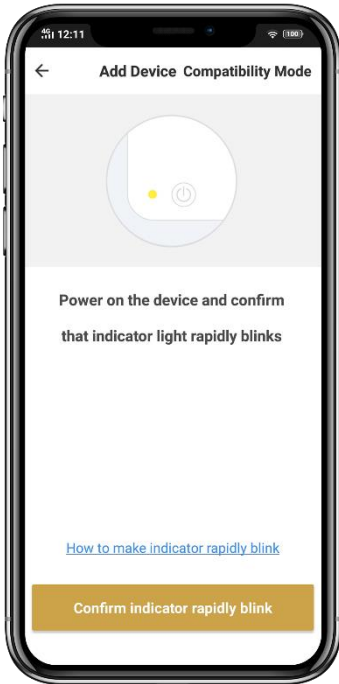 4G 12:11 100
Add Device Compatibility Mode
Power on the device and confirm
that indicator light rapidly blinks
How to make indicator rapidly blink
Confirm indicator rapidly blink